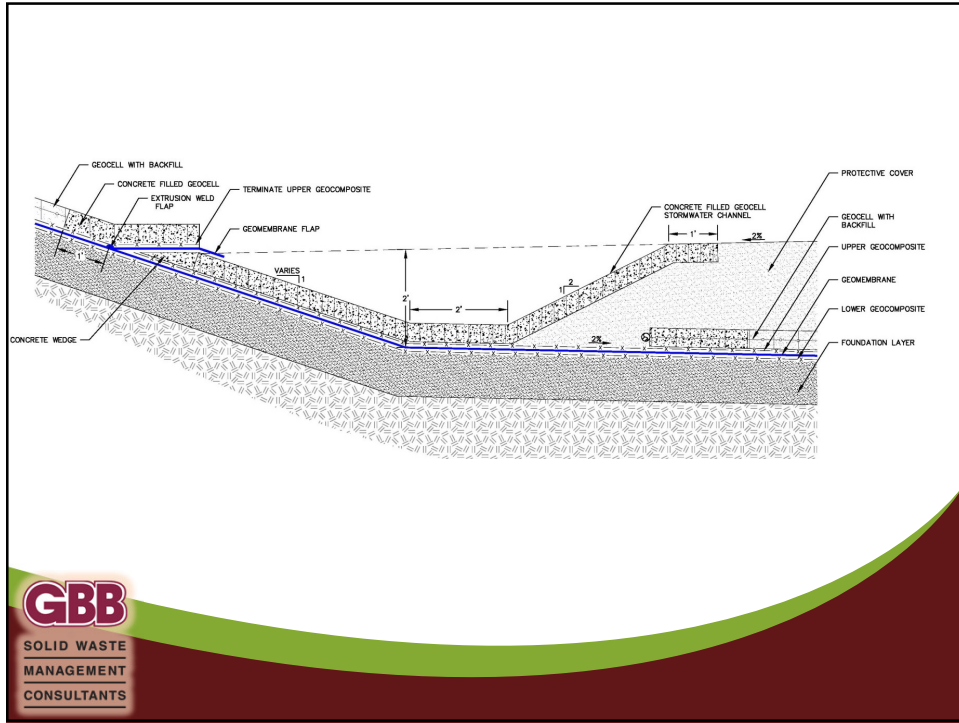 GEOCELL WITH BACKFILL
CONCRETE FILLED GEOCELL
EXTRUSION WELD
FLAP
TERMINATE UPPER GEOCOMPOSITE
GEOMEMBRANE FLAP
1'
CONCRETE WEDGE
VARIES
1
2'
2'
1
2
CONCRETE FILLED GEOCELL
STORMWATER CHANNEL
1'
2%
2%
PROTECTIVE COVER
GEOCELL WITH
BACKFILL
UPPER GEOCOMPOSITE
GEOMEMBRANE
LOWER GEOCOMPOSITE
FOUNDATION LAYER
GBB
SOLID WASTE
MANAGEMENT
CONSULTANTS